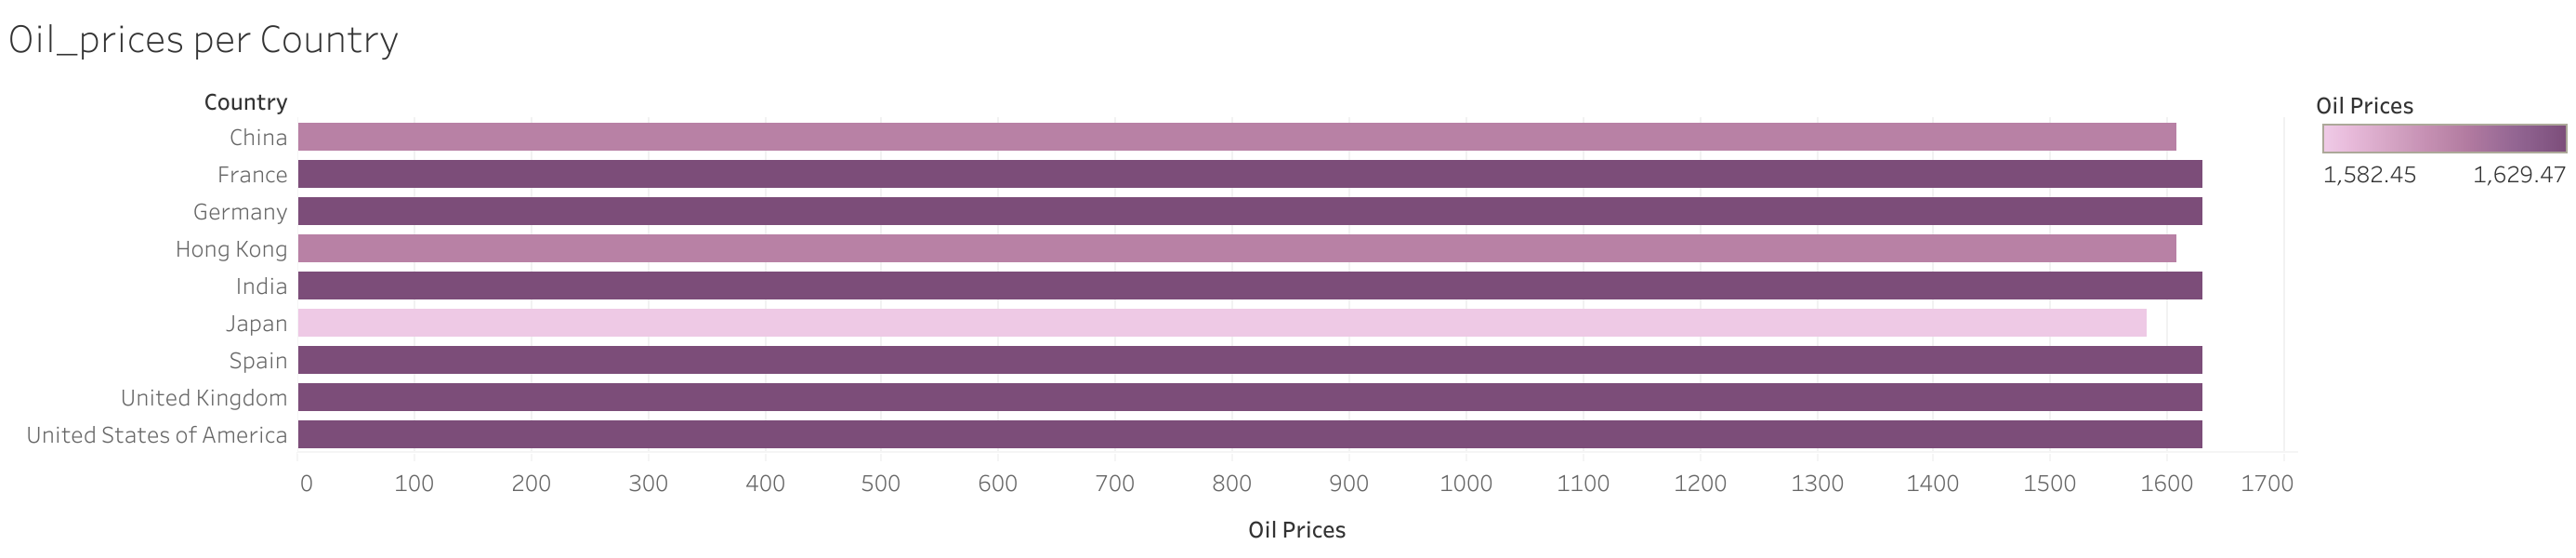 Oil_prices per Country
Country
China
France
Germany
Hong Kong
India
Japan
Spain
United Kingdom
United States of America
0 100 200 300 400 500 600 700 800 900 1000 1100 1200 1300 1400 1500 1600 1700
Oil Prices
Oil Prices
1,582.45 1,629.47